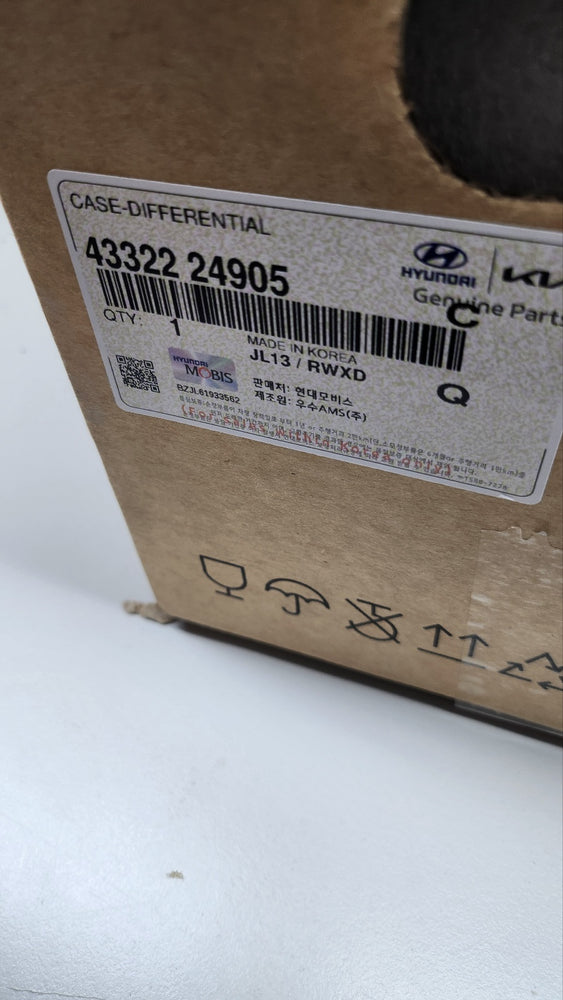 CASE-DIFFERENTIAL
43322 24905
HYUNDAI
Genuine Parts
C
QTY: 1
MADE IN KOREA
JL13 / RWXD
Q
HYUNDAI
MOBIS
BZJL61933562
판매처: 현대모비스
제조원: 우수AMS(주)